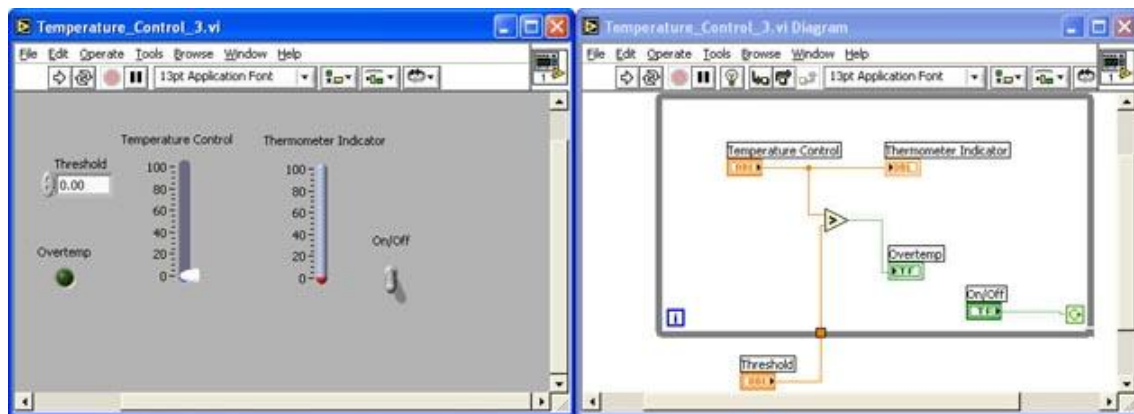 Temperature_Control_3.vi
File Edit Operate Tools Browse Window Help
13pt Application Font
1
Temperature Control
Thermometer Indicator
Threshold
0.00
100
80
60
40
20
0
100
80
60
40
20
0
Overtemp
On/Off
Temperature_Control_3.vi Diagram
File Edit Operate Tools Browse Window Help
13pt Application Font
1
Temperature Control
DBL
Thermometer Indicator
DBL
>
Overtemp
TF
On/Off
TF
i
Threshold
DBL